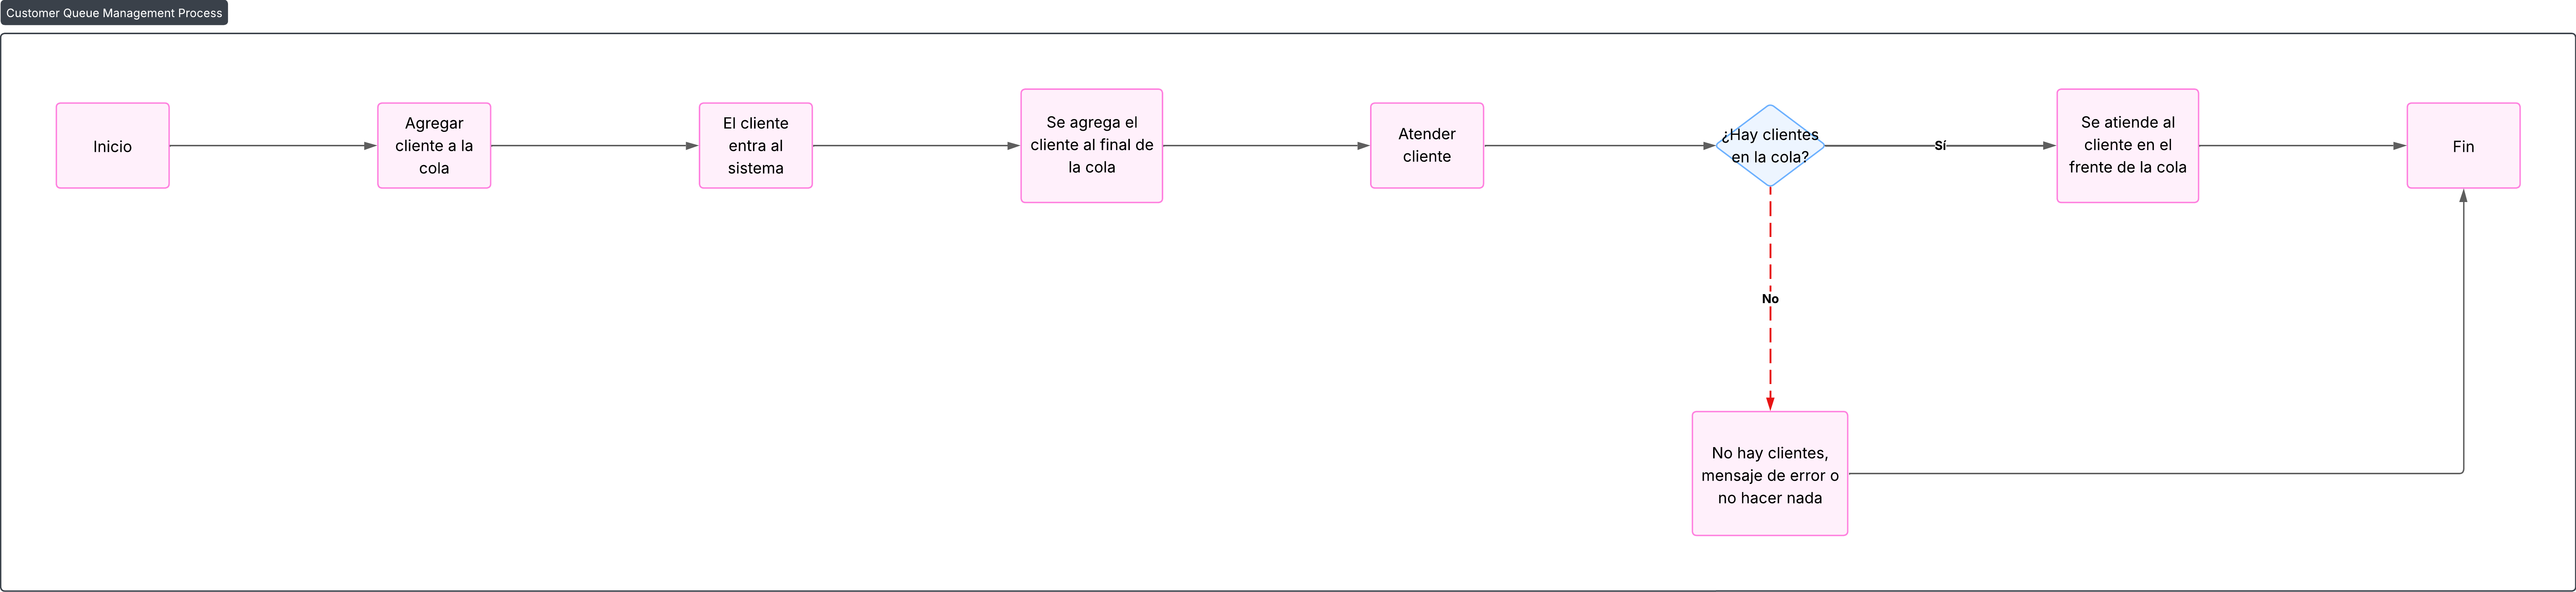 Customer Queue Management Process
Inicio
Agregar
cliente a la
cola
El cliente
entra al
sistema
Se agrega el
cliente al final de
la cola
Atender
cliente
¿Hay clientes
en la cola?
Sí
Se atiende al
cliente en el
frente de la cola
Fin
No
No hay clientes,
mensaje de error o
no hacer nada